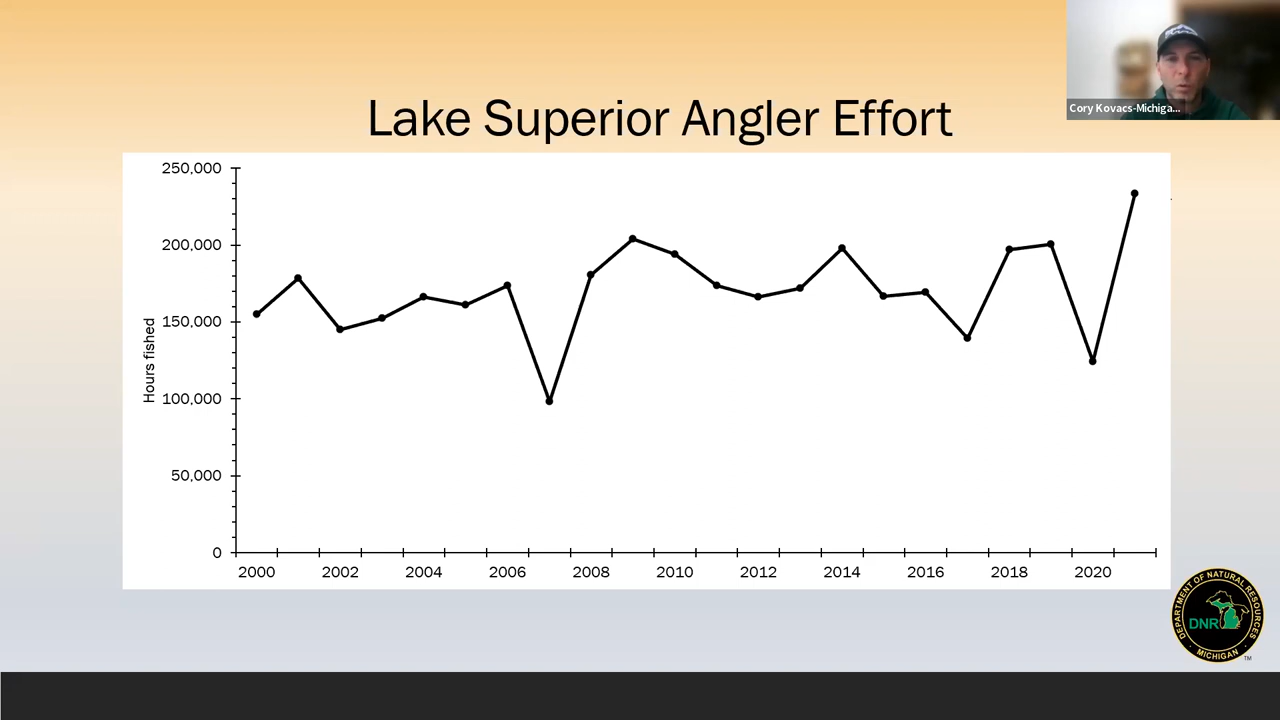 Cory Kovacs-Michiga...
Lake Superior Angler Effort
250,000
200,000
150,000
100,000
50,000
0
Hours fished
2000 2002 2004 2006 2008 2010 2012 2014 2016 2018 2020
DEPARTMENT OF NATURAL RESOURCES
DNR
MICHIGAN
TM